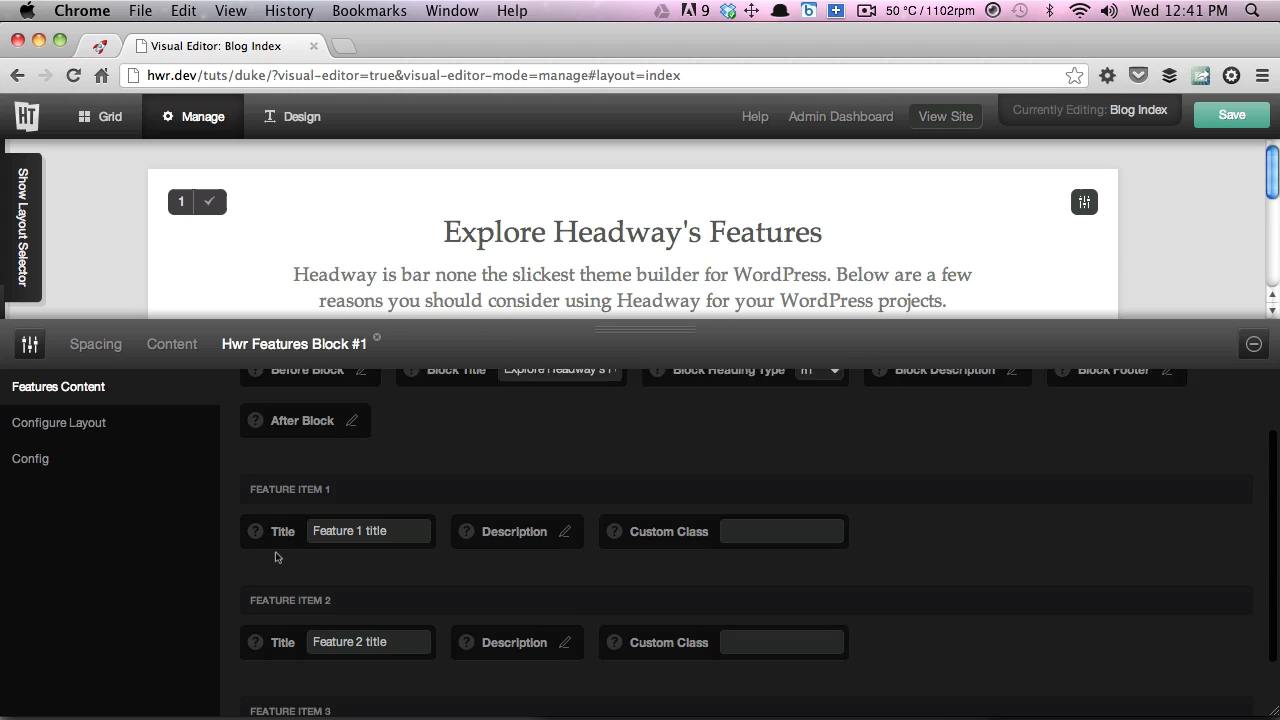 Chrome File Edit View History Bookmarks Window Help 9 50 °C / 1102rpm Wed 12:41 PM
Visual Editor: Blog Index
hwr.dev/tuts/duke/?visual-editor=true&visual-editor-mode=manage#layout=index
HT Grid Manage Design Help Admin Dashboard View Site Currently Editing: Blog Index Save
Show Layout Selector
1
Explore Headway's Features
Headway is bar none the slickest theme builder for WordPress. Below are a few
reasons you should consider using Headway for your WordPress projects.
Spacing Content Hwr Features Block #1
Features Content
Configure Layout
Config
? Before Block ? Block Title Explore Headway's F ? Block Heading Type h1 ? Block Description ? Block Footer
? After Block
FEATURE ITEM 1
? Title Feature 1 title ? Description ? Custom Class
FEATURE ITEM 2
? Title Feature 2 title ? Description ? Custom Class
FEATURE ITEM 3